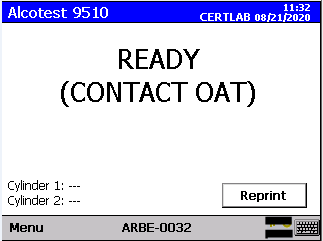 Alcotest 9510
11:32
CERTLAB 08/21/2020
READY
(CONTACT OAT)
Cylinder 1: ---
Cylinder 2: ---
Reprint
Menu
ARBE-0032